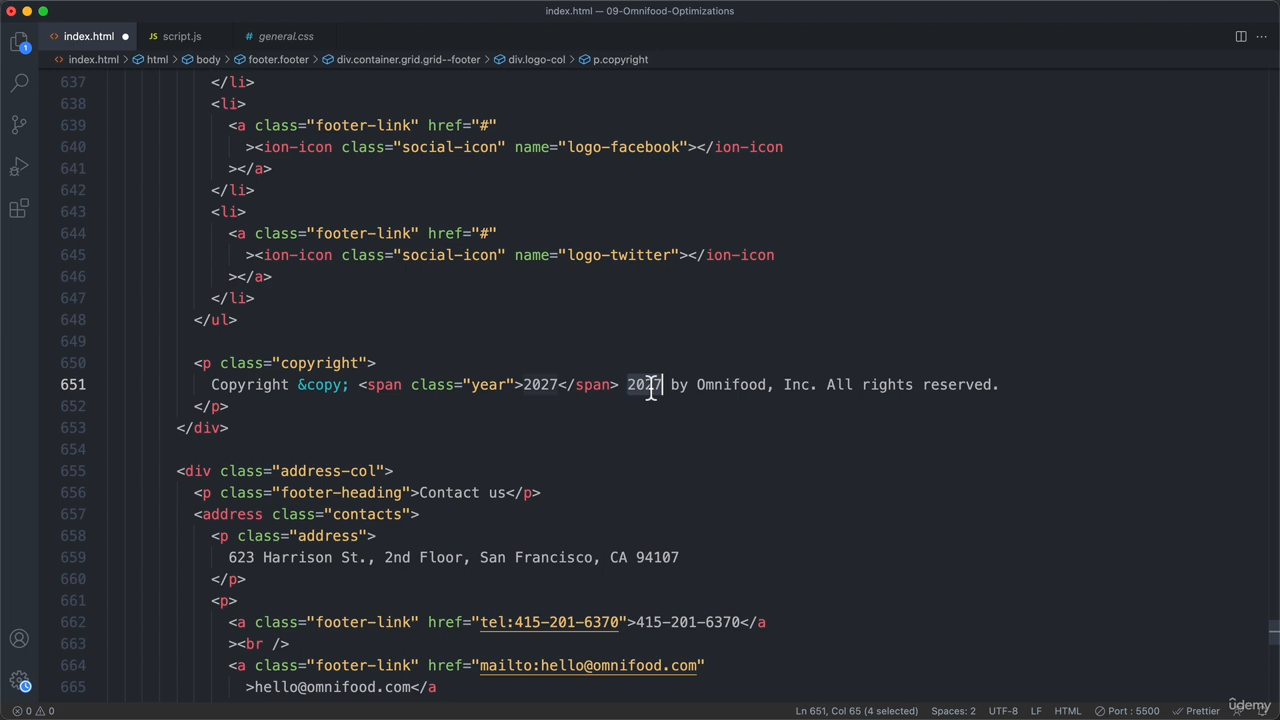 index.html — 09-Omnifood-Optimizations
index.html ● JS script.js # general.css
index.html > html > body > footer.footer > div.container.grid.grid--footer > div.logo-col > p.copyright
637 </li>
638 <li>
639 <a class="footer-link" href="#"
640 ><ion-icon class="social-icon" name="logo-facebook"></ion-icon
641 ></a>
642 </li>
643 <li>
644 <a class="footer-link" href="#"
645 ><ion-icon class="social-icon" name="logo-twitter"></ion-icon
646 ></a>
647 </li>
648 </ul>
649
650 <p class="copyright">
651 Copyright &copy; <span class="year">2027</span> 2027 by Omnifood, Inc. All rights reserved.
652 </p>
653 </div>
654
655 <div class="address-col">
656 <p class="footer-heading">Contact us</p>
657 <address class="contacts">
658 <p class="address">
659 623 Harrison St., 2nd Floor, San Francisco, CA 94107
660 </p>
661 <p>
662 <a class="footer-link" href="tel:415-201-6370">415-201-6370</a
663 ><br />
664 <a class="footer-link" href="mailto:hello@omnifood.com"
665 >hello@omnifood.com</a
1
0 0 Ln 651, Col 65 (4 selected) Spaces: 2 UTF-8 LF HTML Port : 5500 Prettier
udemy